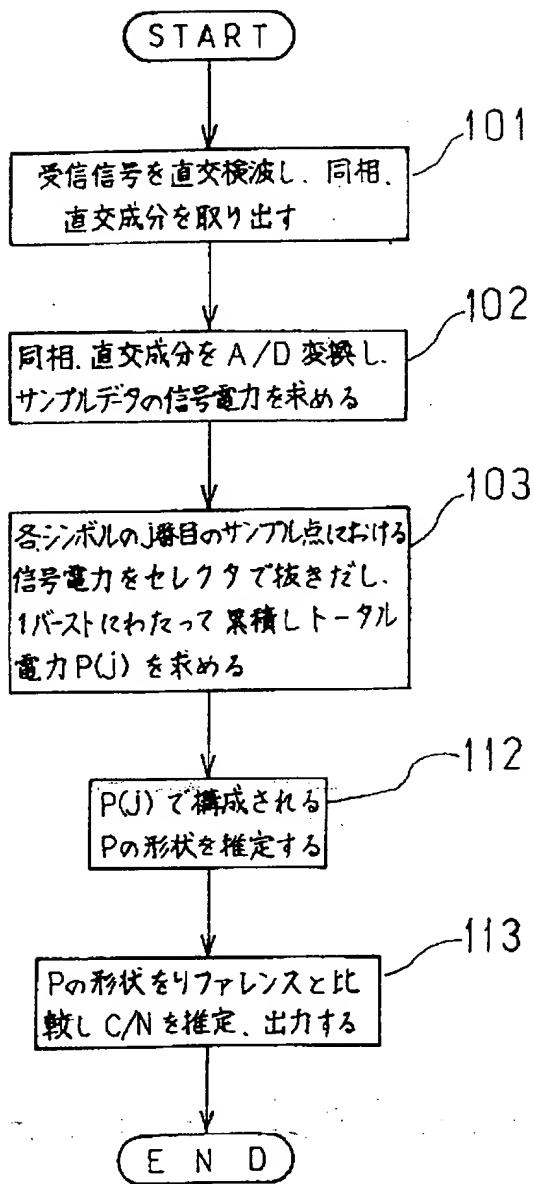 START
101
受信信号を直交検波し、同相、
直交成分を取り出す
102
同相、直交成分をA/D変換し、
サンプルデータの信号電力を求める
103
各シンボルのj番目のサンプル点における
信号電力をセレクタで抜きだし、
1バーストにわたって累積しトータル
電力P(j)を求める
112
P(j)で構成される
Pの形状を推定する
113
Pの形状をリファレンスと比
較しC/Nを推定、出力する
END